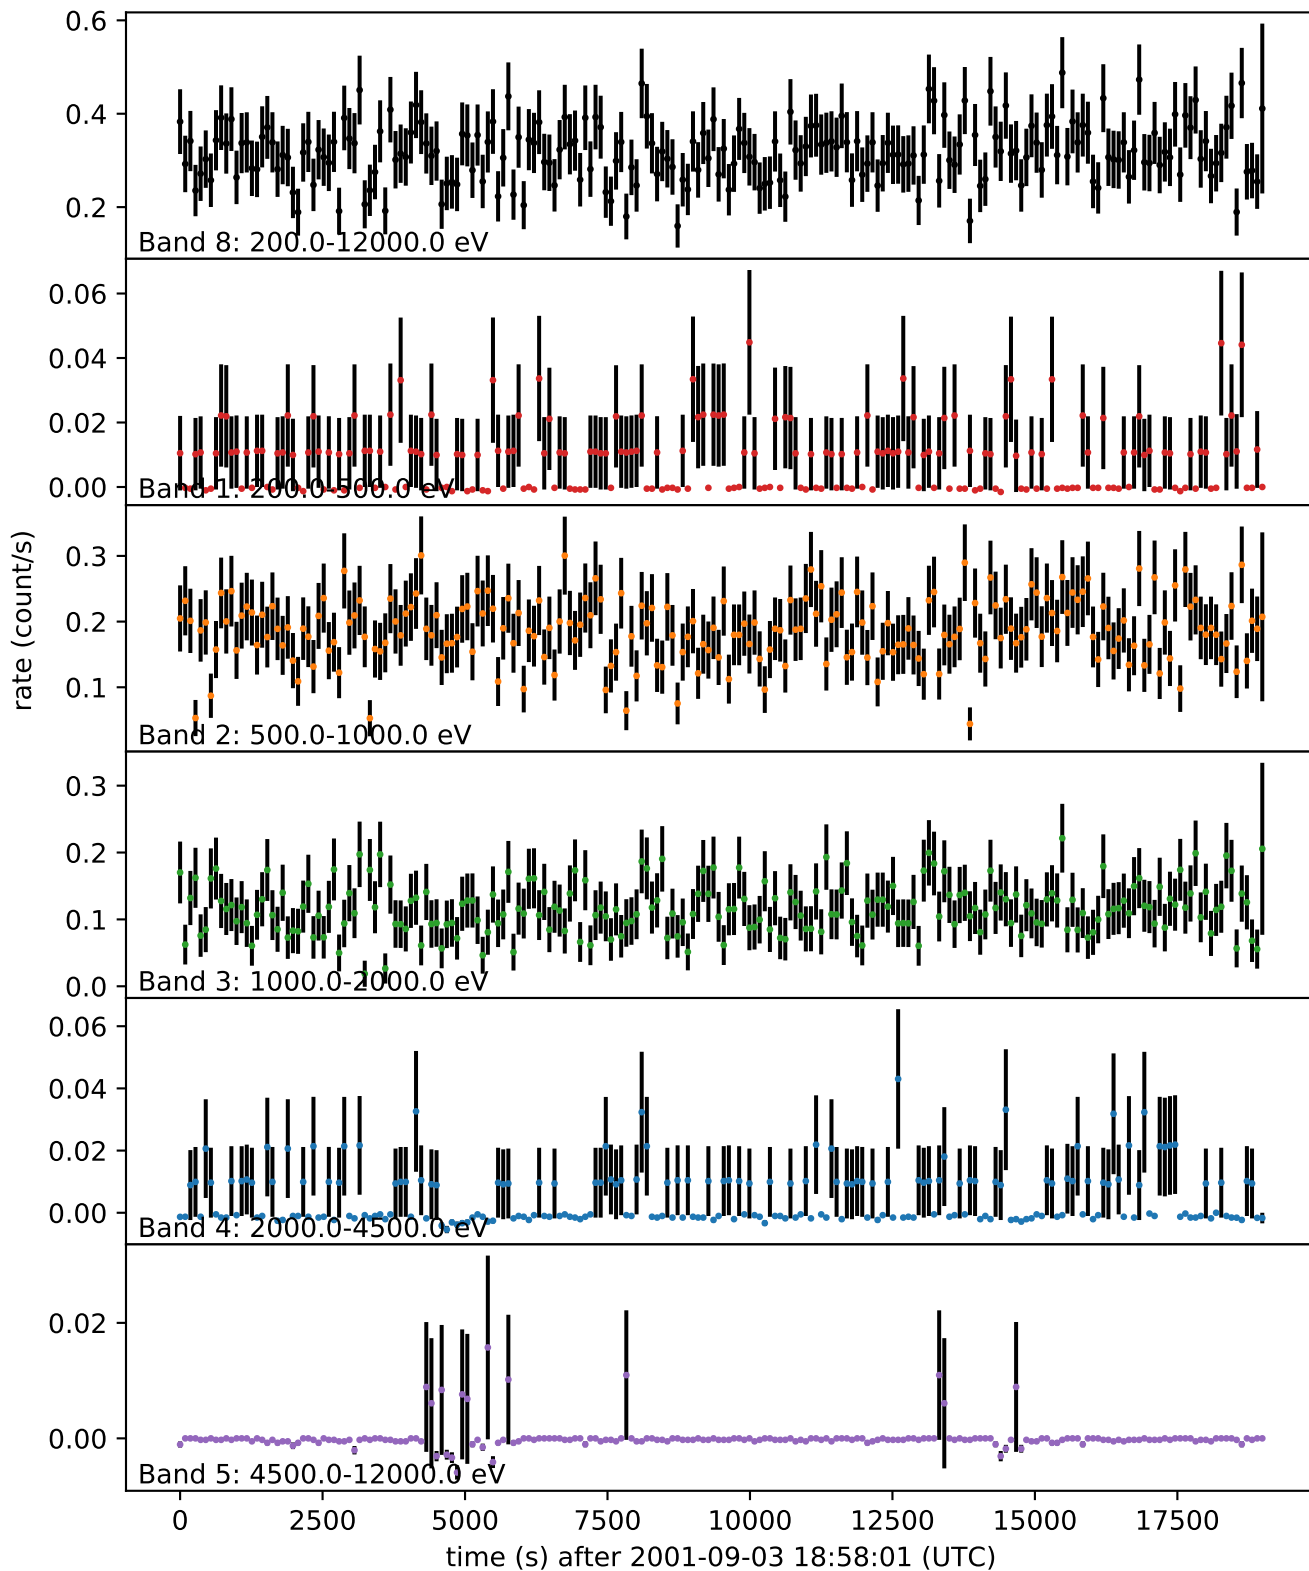 0.6
0.4
0.2
Band 8: 200.0-12000.0 eV
0.06
0.04
0.02
0.00
Band 1: 200.0-500.0 eV
0.3
0.2
0.1
Band 2: 500.0-1000.0 eV
rate (count/s)
0.3
0.2
0.1
0.0
Band 3: 1000.0-2000.0 eV
0.06
0.04
0.02
0.00
Band 4: 2000.0-4500.0 eV
0.02
0.00
Band 5: 4500.0-12000.0 eV
0 2500 5000 7500 10000 12500 15000 17500
time (s) after 2001-09-03 18:58:01 (UTC)